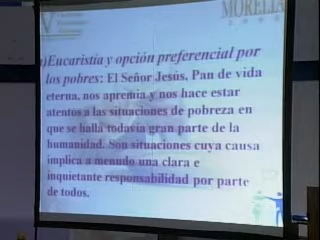 V
MORELIA
Eucaristía y opción preferencial por
los pobres: El Señor Jesús, Pan de vida
eterna, nos apremia y nos hace estar
atentos a las situaciones de pobreza en
que se halla todavía gran parte de la
humanidad. Son situaciones cuya causa
implica a menudo una clara e
inquietante responsabilidad por parte
de todos.